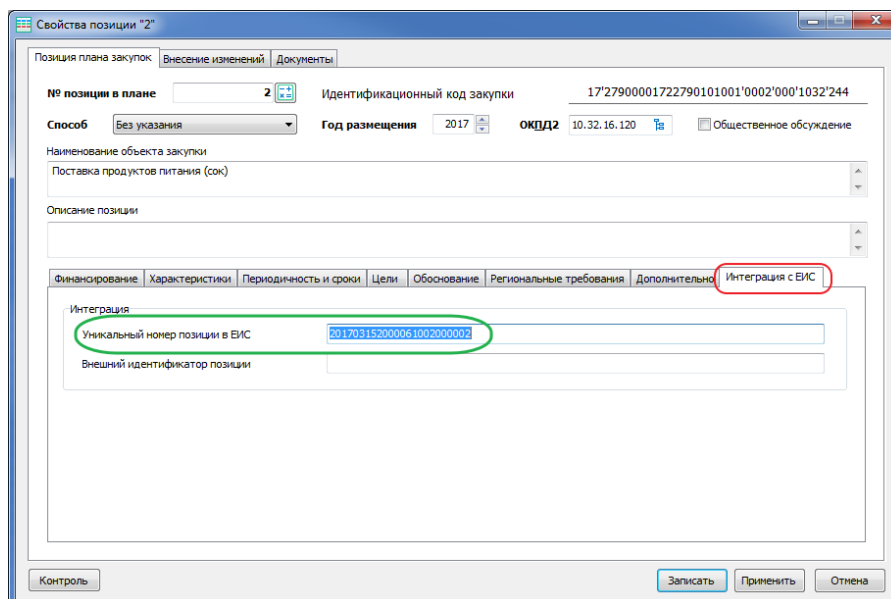 Свойства позиции "2"
Позиция плана закупок Внесение изменений Документы
№ позиции в плане 2 Идентификационный код закупки 17'27900001722790101001'0002'000'1032'244
Способ Без указания Год размещения 2017 ОКПД2 10.32.16.120 Общественное обсуждение
Наименование объекта закупки
Поставка продуктов питания (сок)
Описание позиции
Финансирование Характеристики Периодичность и сроки Цели Обоснование Региональные требования Дополнительно Интеграция с ЕИС
Интеграция
Уникальный номер позиции в ЕИС 201703152000061002000002
Внешний идентификатор позиции
Контроль Записать Применить Отмена